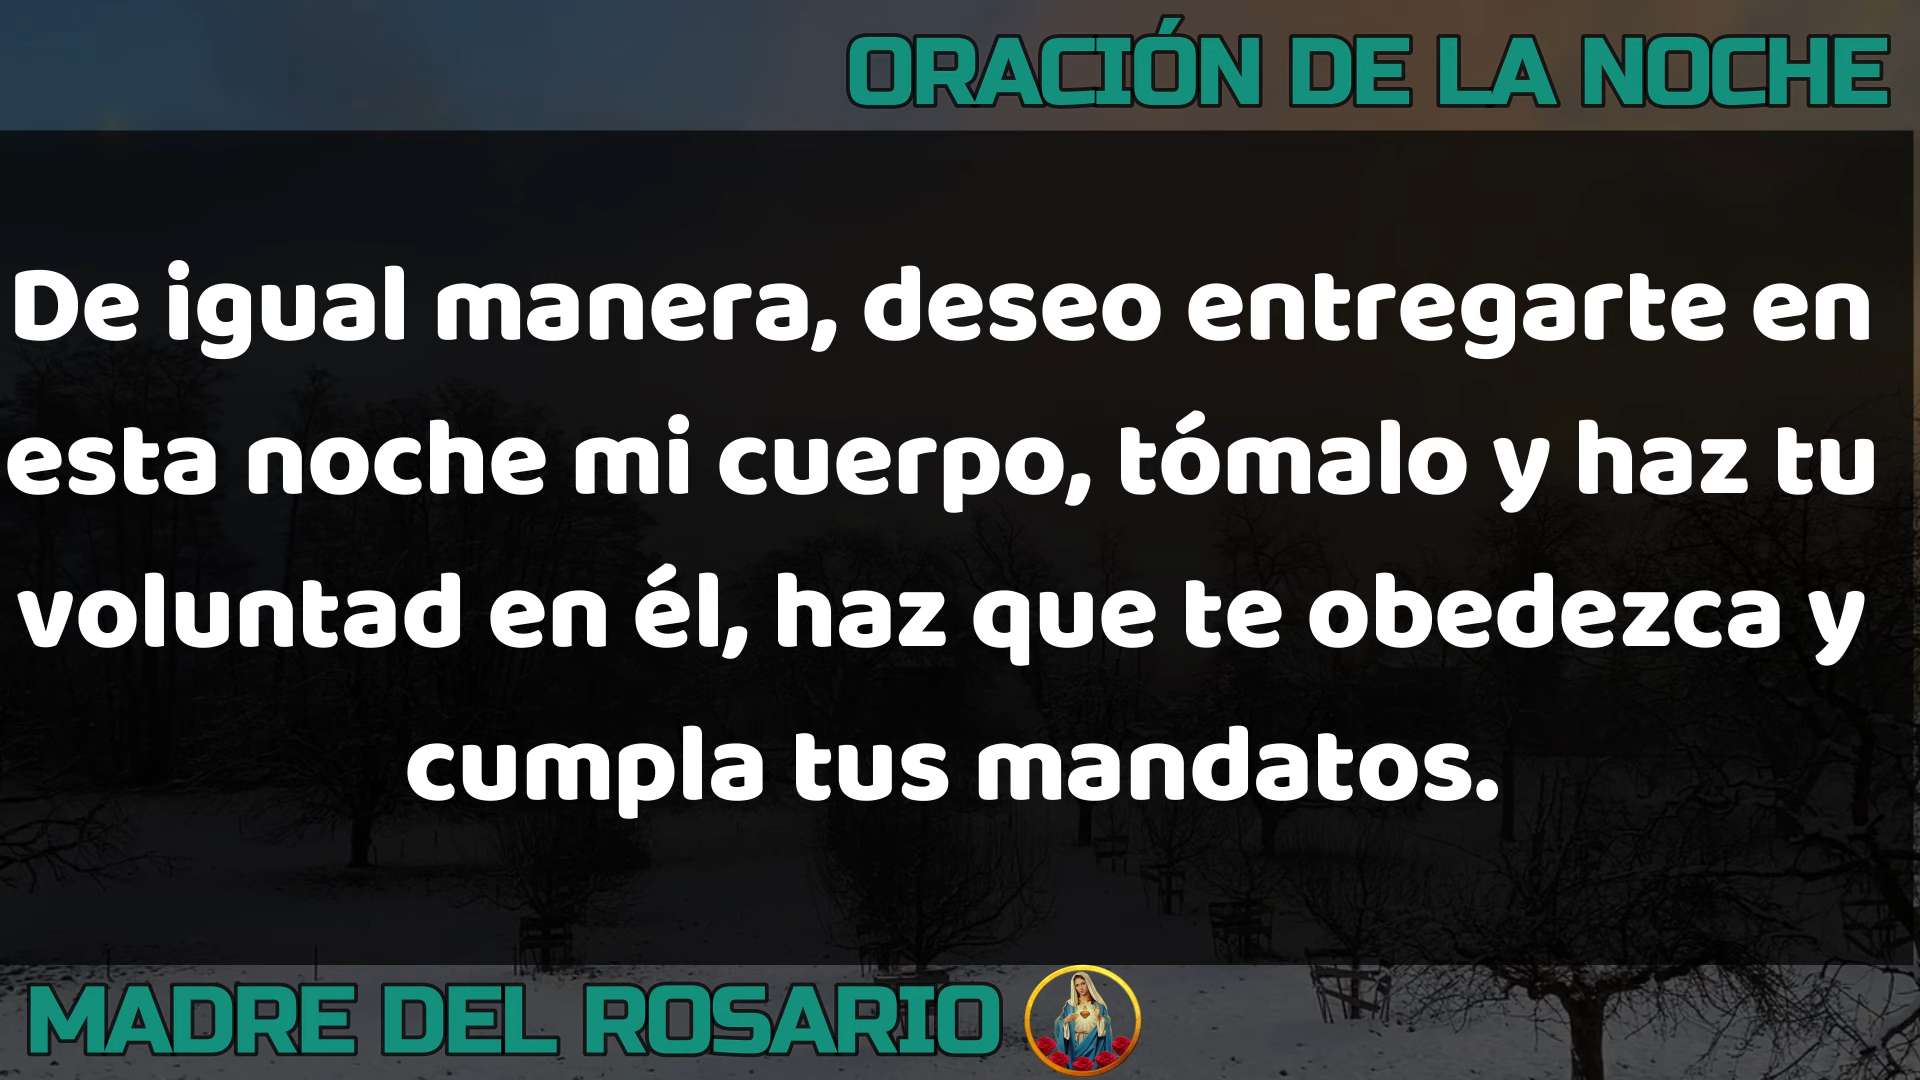 ORACIÓN DE LA NOCHE
De igual manera, deseo entregarte en
esta noche mi cuerpo, tómalo y haz tu
voluntad en él, haz que te obedezca y
cumpla tus mandatos.
MADRE DEL ROSARIO